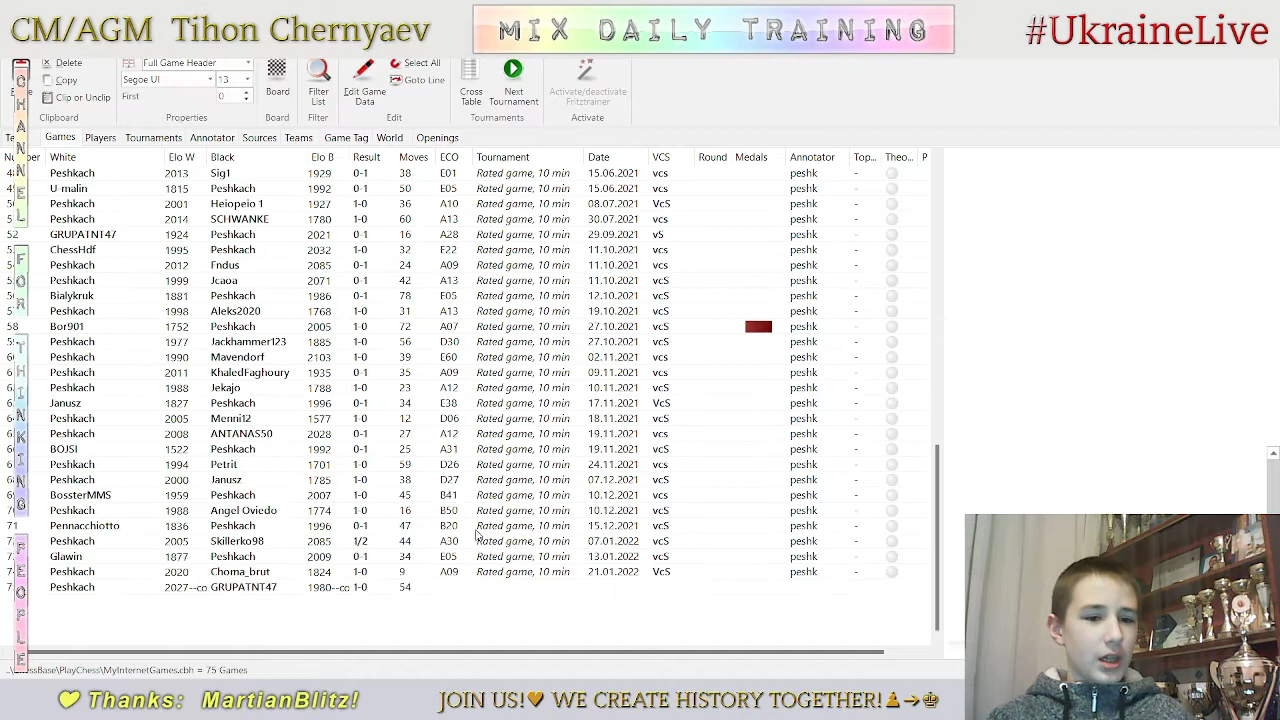 CM/AGM Tihon Chernyaev
MIX DAILY TRAINING
#UkraineLive
Delete
Copy
Clip or Unclip
Clipboard
Full Game Header
Segoe UI 13
First 0
Properties
Board
Board
Filter List
Filter
Edit Game Data
Select All
Goto Line
Edit
Cross Table
Next Tournament
Tournaments
Activate/deactivate Fritztrainer
Activate
Games Players Tournaments Annotator Sources Teams Game Tag World Openings
White Elo W Black Elo B Result Moves ECO Tournament Date VCS Round Medals Annotator Top... Theo... P
Peshkach 2013 Sig1 1929 0-1 38 E01 Rated game, 10 min 15.06.2021 vcs peshk -
U-malin 1815 Peshkach 1992 0-1 50 E05 Rated game, 10 min 15.06.2021 vcs peshk -
Peshkach 2001 Heiopeio 1 1927 1-0 36 A10 Rated game, 10 min 08.07.2021 VcS peshk -
Peshkach 2014 SCHWANKE 1780 1-0 60 A13 Rated game, 10 min 30.07.2021 vcs peshk -
52 GRUPATNT47 1924 Peshkach 2021 0-1 16 A28 Rated game, 10 min 29.09.2021 vS peshk -
ChessHdf 1995 Peshkach 2032 1-0 32 E22 Rated game, 10 min 11.10.2021 vcs peshk -
Peshkach 2012 Fndus 2085 0-1 24 A09 Rated game, 10 min 11.10.2021 vcs peshk -
Peshkach 1999 Jcaoa 2071 0-1 42 A13 Rated game, 10 min 11.10.2021 vcS peshk -
Bialykruk 1881 Peshkach 1986 0-1 78 E05 Rated game, 10 min 12.10.2021 vcS peshk -
Peshkach 1993 Aleks2020 1768 1-0 31 A13 Rated game, 10 min 19.10.2021 vcS peshk -
58 Bor901 1752 Peshkach 2005 0-1 72 A07 Rated game, 10 min 27.10.2021 vcS peshk -
Peshkach 1977 Jackhammer123 1885 1-0 56 D30 Rated game, 10 min 27.10.2021 vcS peshk -
Peshkach 1990 Mavendorf 2103 1-0 39 E60 Rated game, 10 min 02.11.2021 vcs peshk -
Peshkach 2011 KhaledFaghoury 1935 0-1 35 A09 Rated game, 10 min 09.11.2021 vcs peshk -
Peshkach 1988 Jekajo 1788 1-0 23 A12 Rated game, 10 min 10.11.2021 vcS peshk -
Janusz 1827 Peshkach 1996 0-1 34 E38 Rated game, 10 min 17.11.2021 VcS peshk -
Peshkach 2003 Menni12 1577 1-0 12 D06 Rated game, 10 min 18.11.2021 vcS peshk -
Peshkach 2008 ANTANAS50 2028 0-1 27 A12 Rated game, 10 min 19.11.2021 vcs peshk -
BOJSI 1522 Peshkach 1992 0-1 25 A31 Rated game, 10 min 19.11.2021 vcS peshk -
Peshkach 1994 Petrit 1701 1-0 59 D26 Rated game, 10 min 24.11.2021 vcS peshk -
Peshkach 2000 Janusz 1785 1-0 38 D27 Rated game, 10 min 07.12.2021 vcS peshk -
BossterMMS 1953 Peshkach 2007 1-0 45 B41 Rated game, 10 min 10.12.2021 vcs peshk -
Peshkach 1988 Angel Oviedo 1774 1-0 16 B50 Rated game, 10 min 10.12.2021 vcS peshk -
71 Pennacchiotto 1836 Peshkach 1996 0-1 47 B20 Rated game, 10 min 15.12.2021 vcS peshk -
Peshkach 2005 Skillerko98 2085 1/2 44 A30 Rated game, 10 min 07.01.2022 vcS peshk -
Glawin 1877 Peshkach 2009 0-1 34 E05 Rated game, 10 min 13.01.2022 vcS peshk -
Peshkach 2020 Choma_brut 1824 1-0 9 A09 Rated game, 10 min 21.01.2022 VcS peshk -
Peshkach 2027--co GRUPATNT47 1980--co 1-0 54
CHANNEL FOR THINKING PEOPLE
..\ChessBase\PlayChess\MyInternetGames.cbh = 75 Games
Thanks: MartianBlitz!
JOIN US! WE CREATE HISTORY TOGETHER!